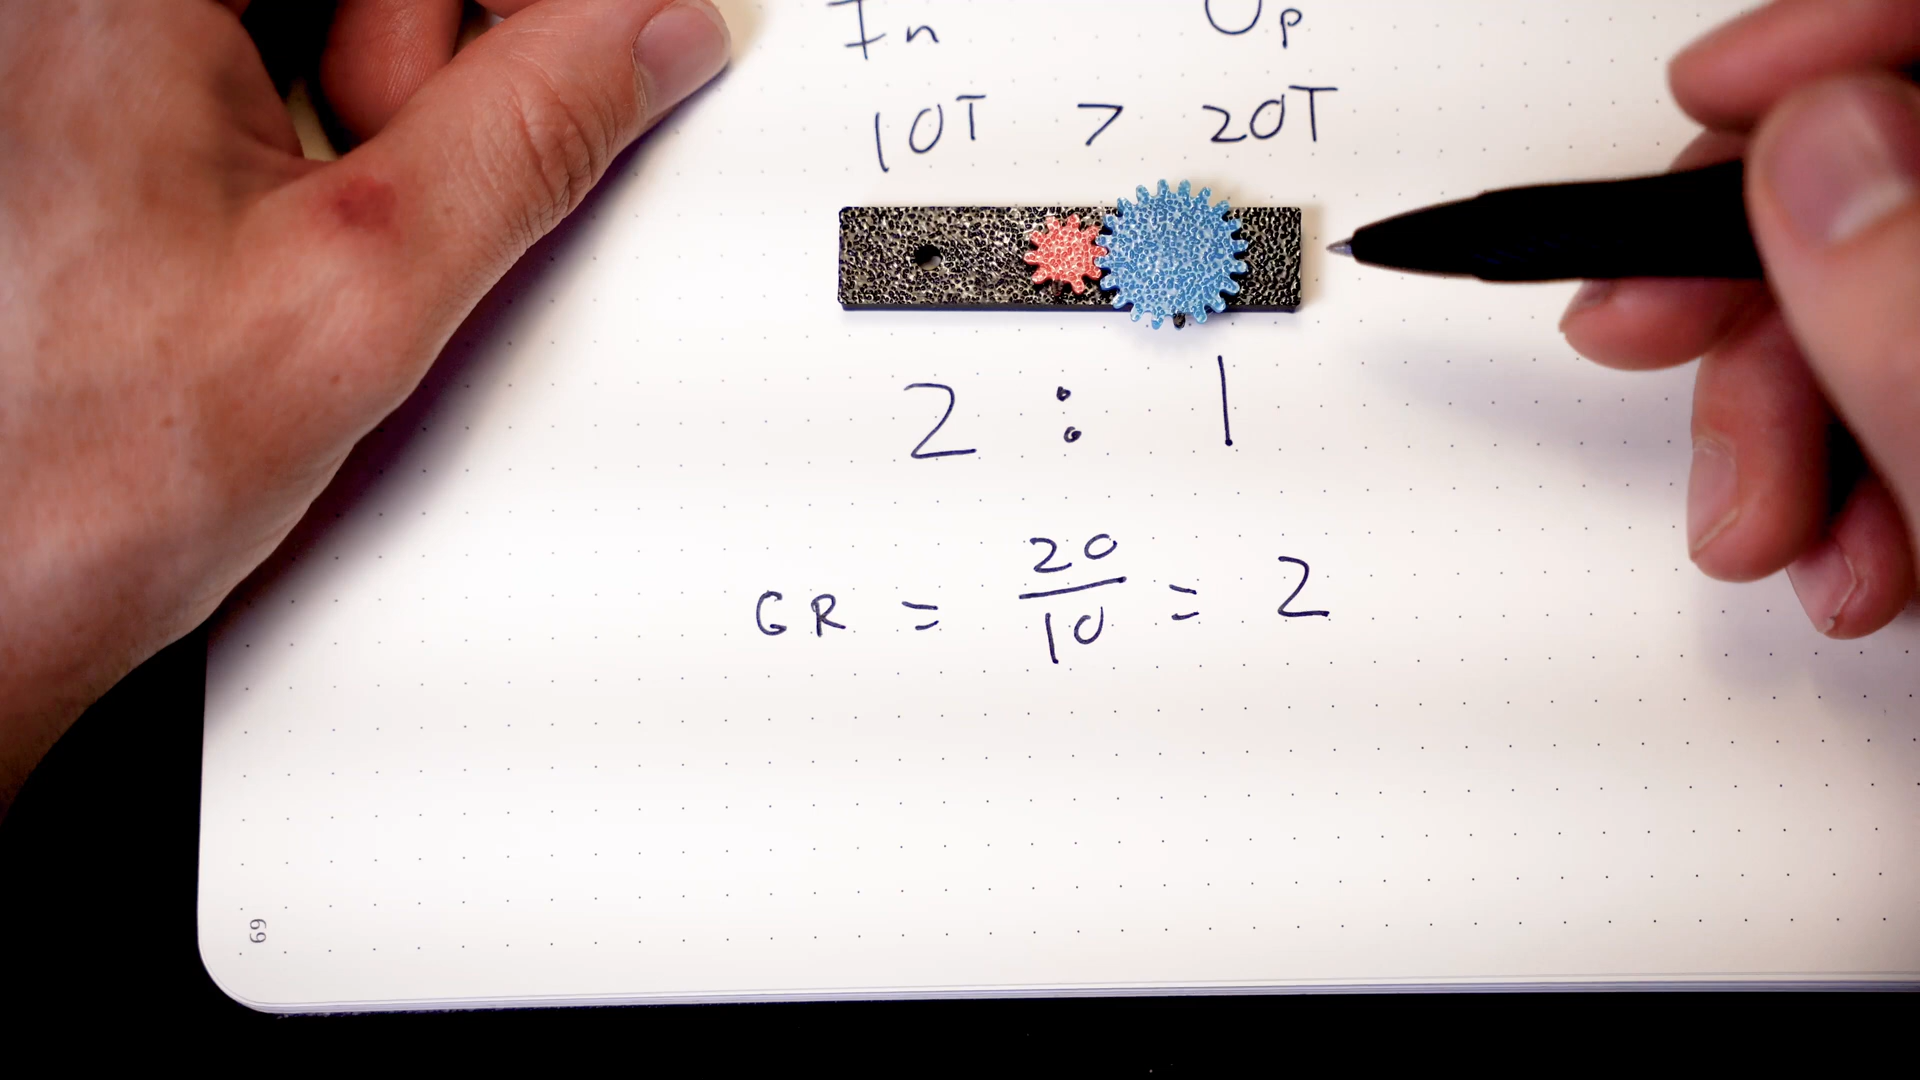 In Op
10T > 20T
2 : 1
GR = 20/10 = 2
69